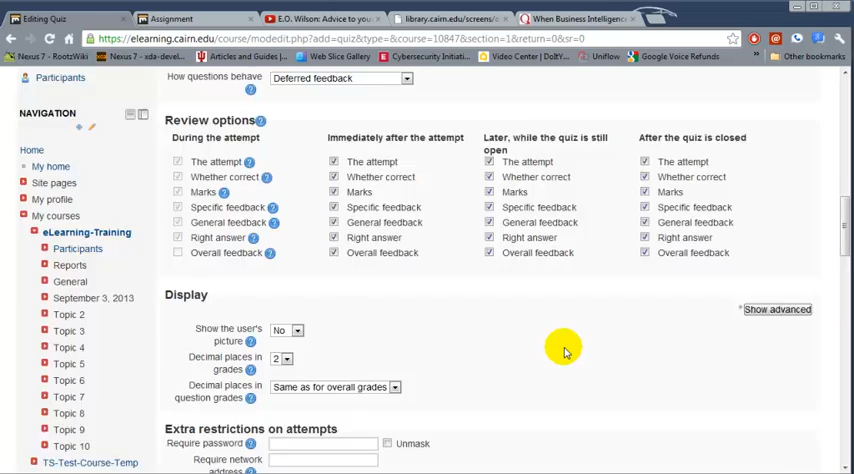 Editing Quiz
Assignment
E.O. Wilson: Advice to you
library.cairn.edu/screens/o
When Business Intelligence
https://elearning.cairn.edu/course/modedit.php?add=quiz&type=&course=10847&section=1&return=0&sr=0
Nexus 7 - RootzWiki
Nexus 7 - xda-devel...
Articles and Guides |...
Web Slice Gallery
Cybersecurity Initiati...
Video Center | DoItY...
Uniflow
Google Voice Refunds
»
Other bookmarks
Participants
How questions behave
Deferred feedback
NAVIGATION
Home
My home
Site pages
My profile
My courses
eLearning-Training
Participants
Reports
General
September 3, 2013
Topic 2
Topic 3
Topic 4
Topic 5
Topic 6
Topic 7
Topic 8
Topic 9
Topic 10
TS-Test-Course-Temp
Review options
During the attempt
The attempt
Whether correct
Marks
Specific feedback
General feedback
Right answer
Overall feedback
Immediately after the attempt
The attempt
Whether correct
Marks
Specific feedback
General feedback
Right answer
Overall feedback
Later, while the quiz is still
open
The attempt
Whether correct
Marks
Specific feedback
General feedback
Right answer
Overall feedback
After the quiz is closed
The attempt
Whether correct
Marks
Specific feedback
General feedback
Right answer
Overall feedback
Display
* Show advanced
Show the user's
picture
No
Decimal places in
grades
2
Decimal places in
question grades
Same as for overall grades
Extra restrictions on attempts
Require password
Unmask
Require network
address